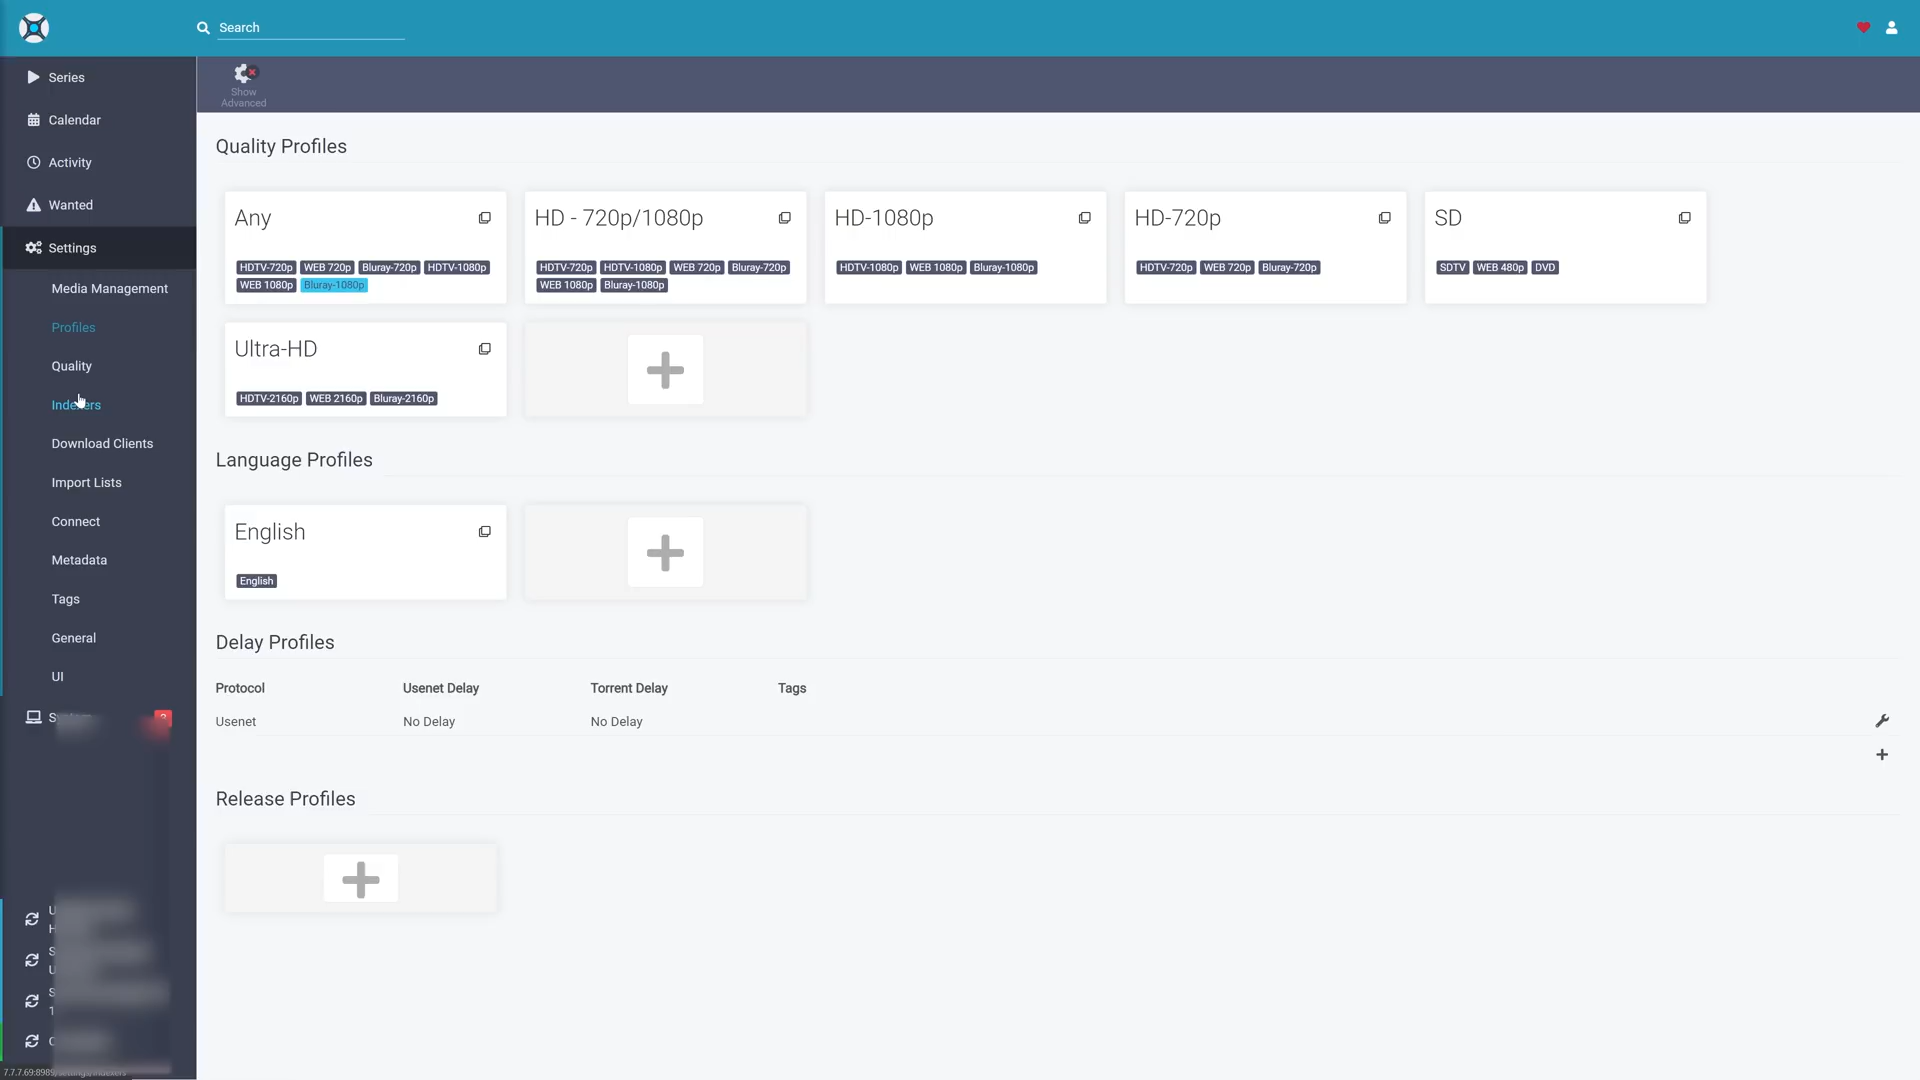 Search
Series
Calendar
Activity
Wanted
Settings
Media Management
Profiles
Quality
Indexers
Download Clients
Import Lists
Connect
Metadata
Tags
General
UI
Show
Advanced
Quality Profiles
Any
HDTV-720p WEB 720p Bluray-720p HDTV-1080p
WEB 1080p Bluray-1080p
HD - 720p/1080p
HDTV-720p HDTV-1080p WEB 720p Bluray-720p
WEB 1080p Bluray-1080p
HD-1080p
HDTV-1080p WEB 1080p Bluray-1080p
HD-720p
HDTV-720p WEB 720p Bluray-720p
SD
SDTV WEB 480p DVD
Ultra-HD
HDTV-2160p WEB 2160p Bluray-2160p
Language Profiles
English
English
Delay Profiles
Protocol Usenet Delay Torrent Delay Tags
Usenet No Delay No Delay
Release Profiles